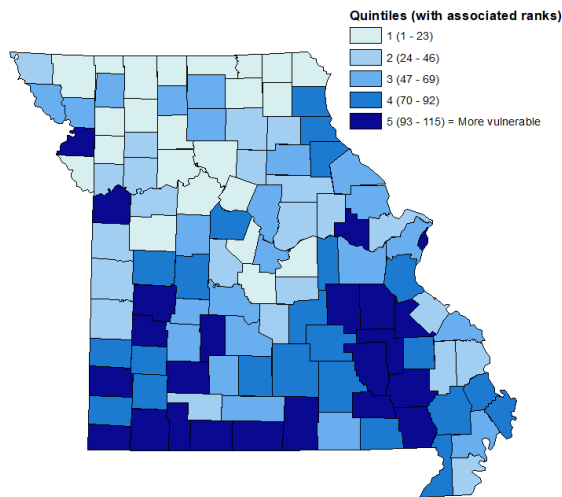 Quintiles (with associated ranks)
1 (1 - 23)
2 (24 - 46)
3 (47 - 69)
4 (70 - 92)
5 (93 - 115) = More vulnerable